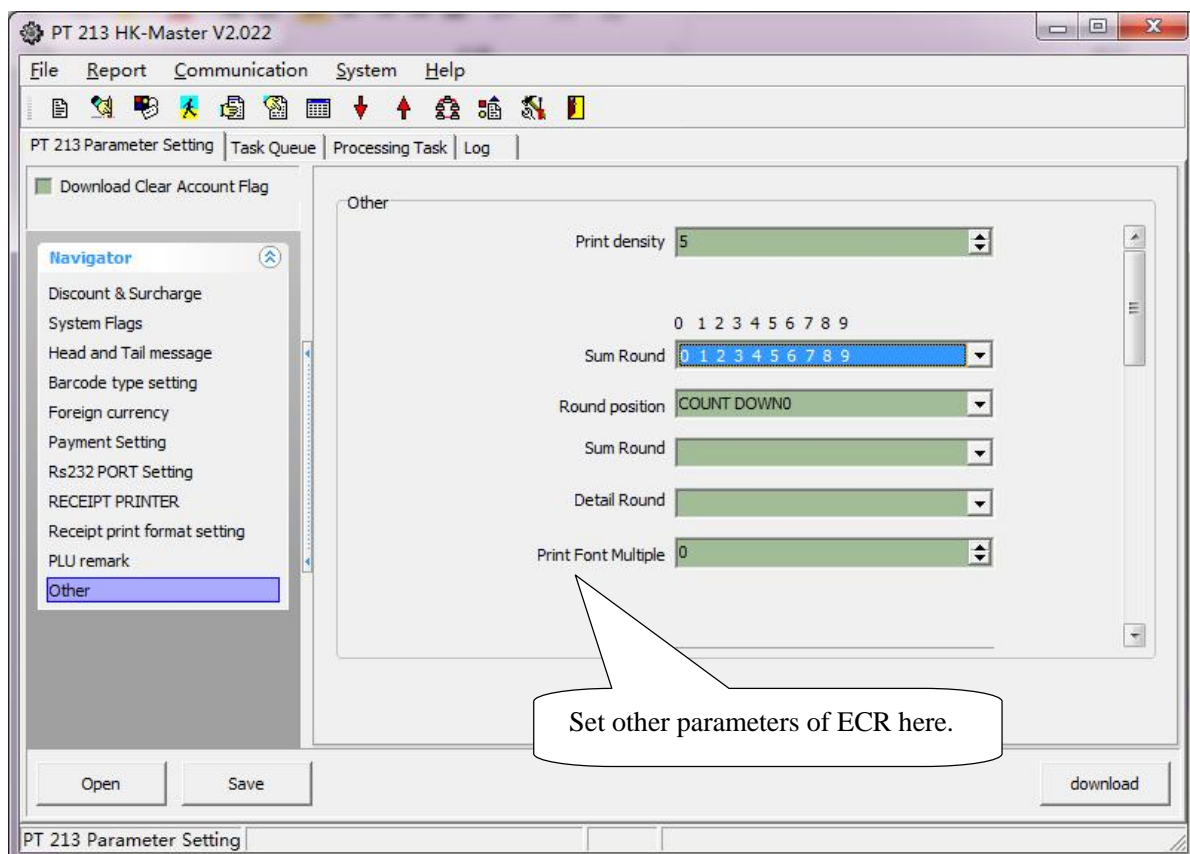 PT 213 HK-Master V2.022
File Report Communication System Help
PT 213 Parameter Setting Task Queue Processing Task Log
Download Clear Account Flag
Navigator
Discount & Surcharge
System Flags
Head and Tail message
Barcode type setting
Foreign currency
Payment Setting
Rs232 PORT Setting
RECEIPT PRINTER
Receipt print format setting
PLU remark
Other
Other
Print density 5
0 1 2 3 4 5 6 7 8 9
Sum Round 0 1 2 3 4 5 6 7 8 9
Round position COUNT DOWN0
Sum Round
Detail Round
Print Font Multiple 0
Set other parameters of ECR here.
Open Save download
PT 213 Parameter Setting